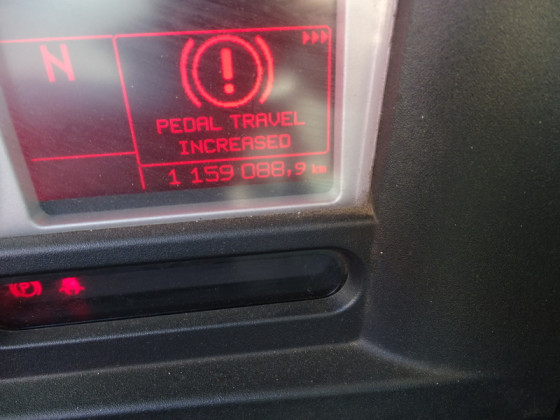 N
PEDAL TRAVEL
INCREASED
1 159 088,9 km
P